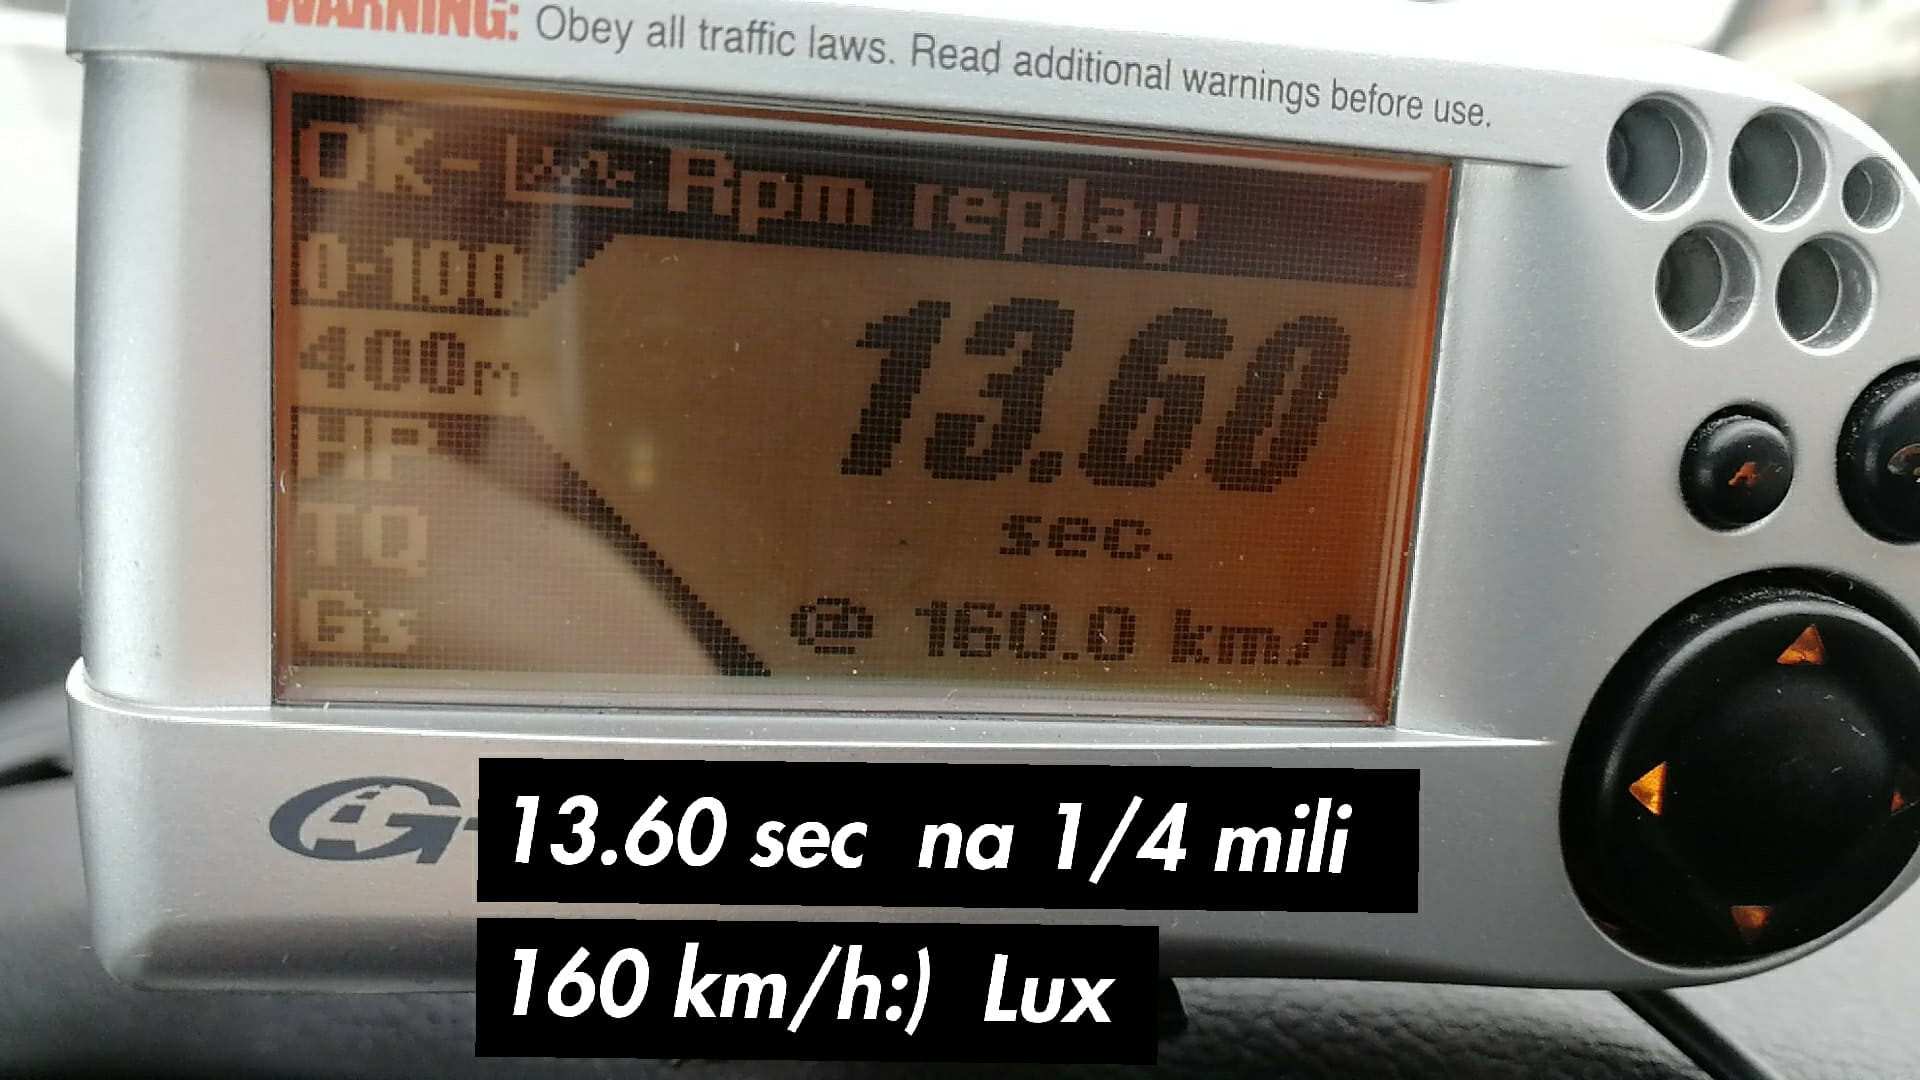 WARNING: Obey all traffic laws. Read additional warnings before use.
OK- Rpm replay
0-100
400m
HP
TQ
Gs
13.60
sec.
@ 160.0 km/h
A
G-
13.60 sec na 1/4 mili
160 km/h:) Lux